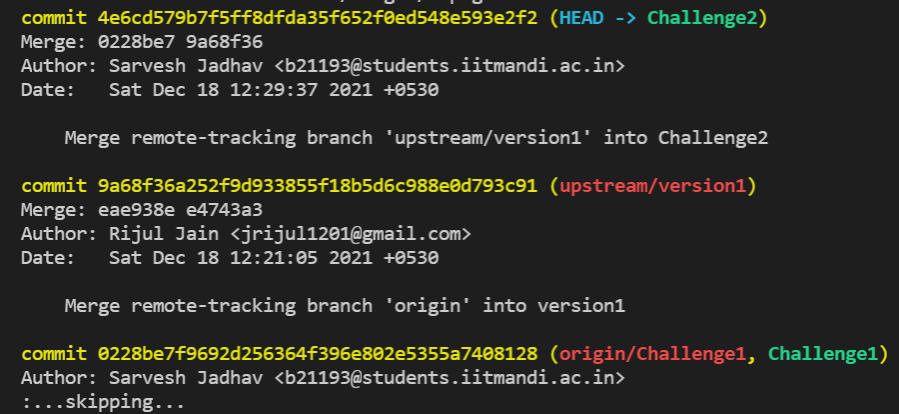 commit 4e6cd579b7f5ff8dfda35f652f0ed548e593e2f2 (HEAD -> Challenge2)
Merge: 0228be7 9a68f36
Author: Sarvesh Jadhav <b21193@students.iitmandi.ac.in>
Date:   Sat Dec 18 12:29:37 2021 +0530
    Merge remote-tracking branch 'upstream/version1' into Challenge2
commit 9a68f36a252f9d933855f18b5d6c988e0d793c91 (upstream/version1)
Merge: eae938e e4743a3
Author: Rijul Jain <jrijul1201@gmail.com>
Date:   Sat Dec 18 12:21:05 2021 +0530
    Merge remote-tracking branch 'origin' into version1
commit 0228be7f9692d256364f396e802e5355a7408128 (origin/Challenge1, Challenge1)
Author: Sarvesh Jadhav <b21193@students.iitmandi.ac.in>
:...skipping...